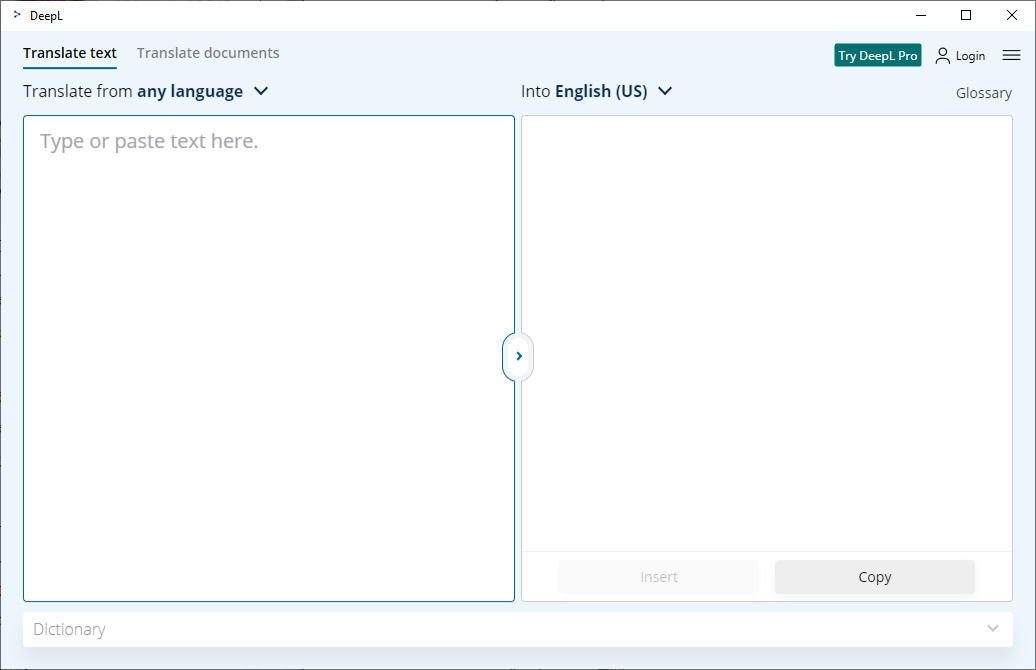 DeepL
Translate text Translate documents Try DeepL Pro Login
Translate from any language Into English (US) Glossary
Type or paste text here.
Insert Copy
Dictionary